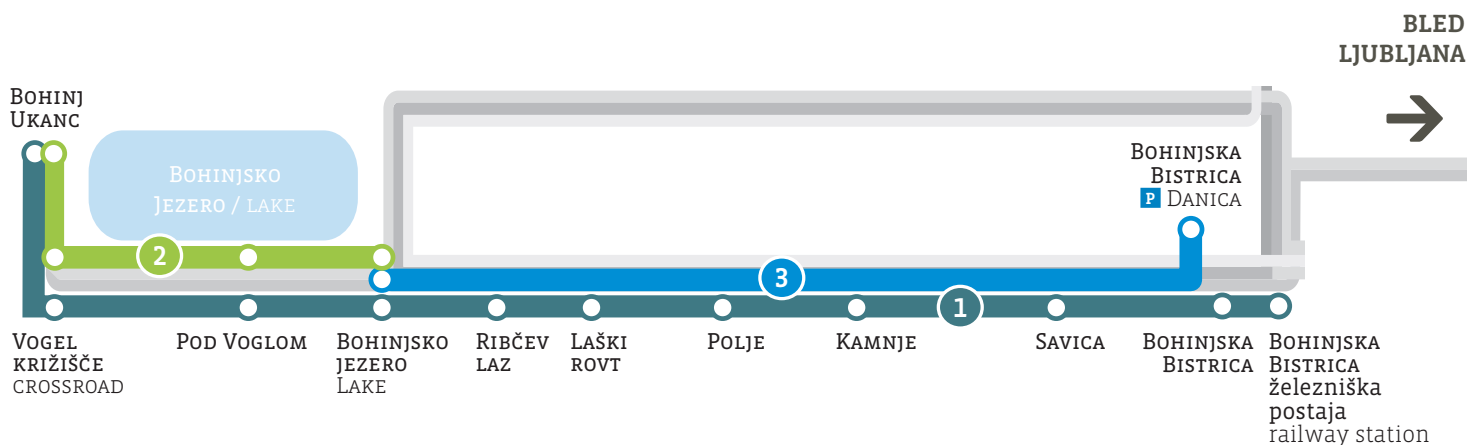 BLED
LJUBLJANA
BOHINJ
UKANC
BOHINJSKO
JEZERO / LAKE
BOHINJSKA
BISTRICA
P DANICA
2
3
1
VOGEL
KRIŽIŠČE
CROSSROAD
POD VOGLOM
BOHINJSKO
JEZERO
LAKE
RIBČEV
LAZ
LAŠKI
ROVT
POLJE
KAMNJE
SAVICA
BOHINJSKA
BISTRICA
BOHINJSKA
BISTRICA
železniška
postaja
railway station